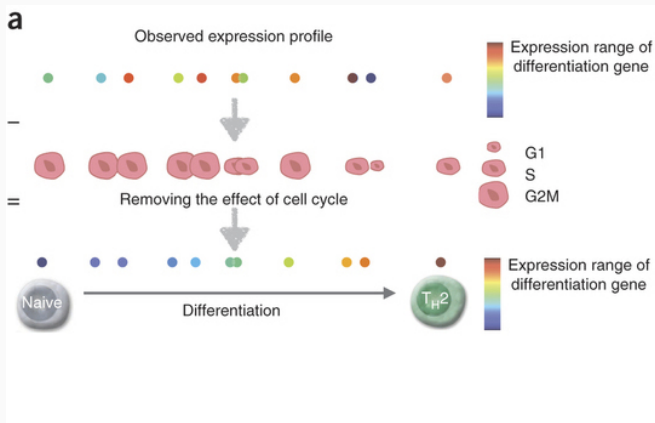 a
Observed expression profile
Expression range of
differentiation gene
–
G1
S
G2M
=
Removing the effect of cell cycle
Expression range of
differentiation gene
Naive
TH2
Differentiation